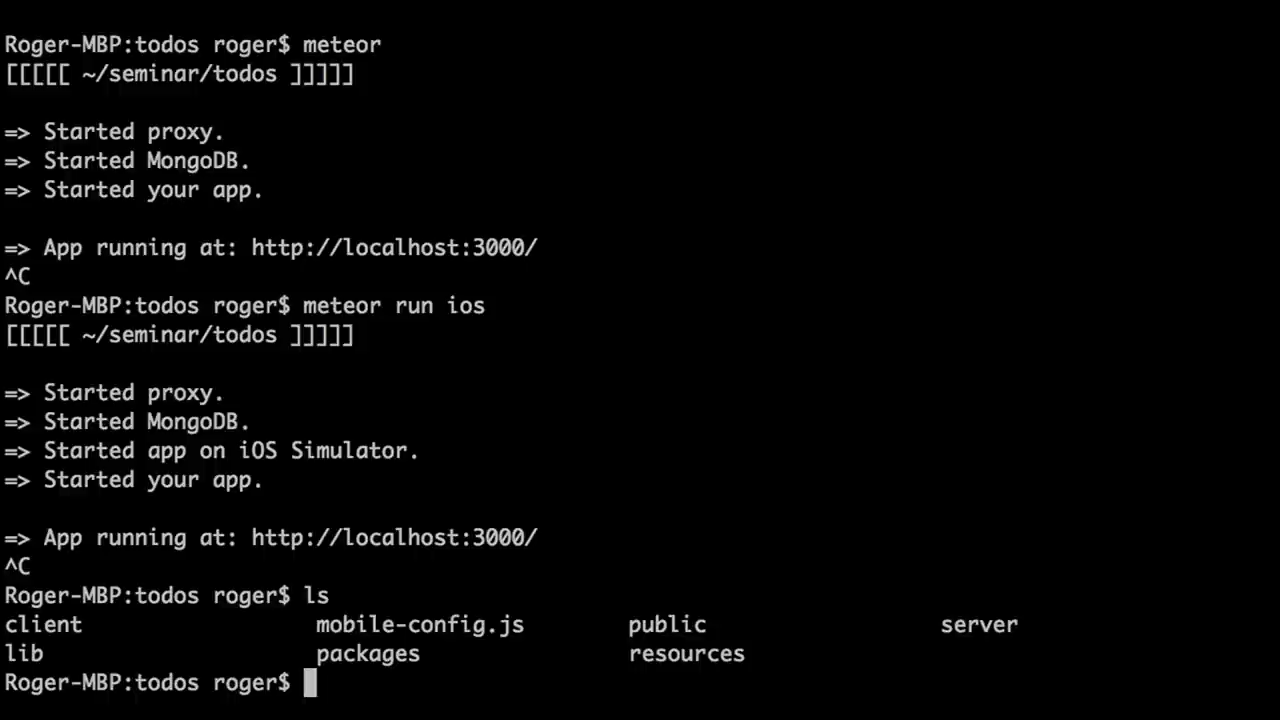 Roger-MBP:todos roger$ meteor
[[[[[ ~/seminar/todos ]]]]]
=> Started proxy.
=> Started MongoDB.
=> Started your app.
=> App running at: http://localhost:3000/
^C
Roger-MBP:todos roger$ meteor run ios
[[[[[ ~/seminar/todos ]]]]]
=> Started proxy.
=> Started MongoDB.
=> Started app on iOS Simulator.
=> Started your app.
=> App running at: http://localhost:3000/
^C
Roger-MBP:todos roger$ ls
client mobile-config.js public server
lib packages resources
Roger-MBP:todos roger$